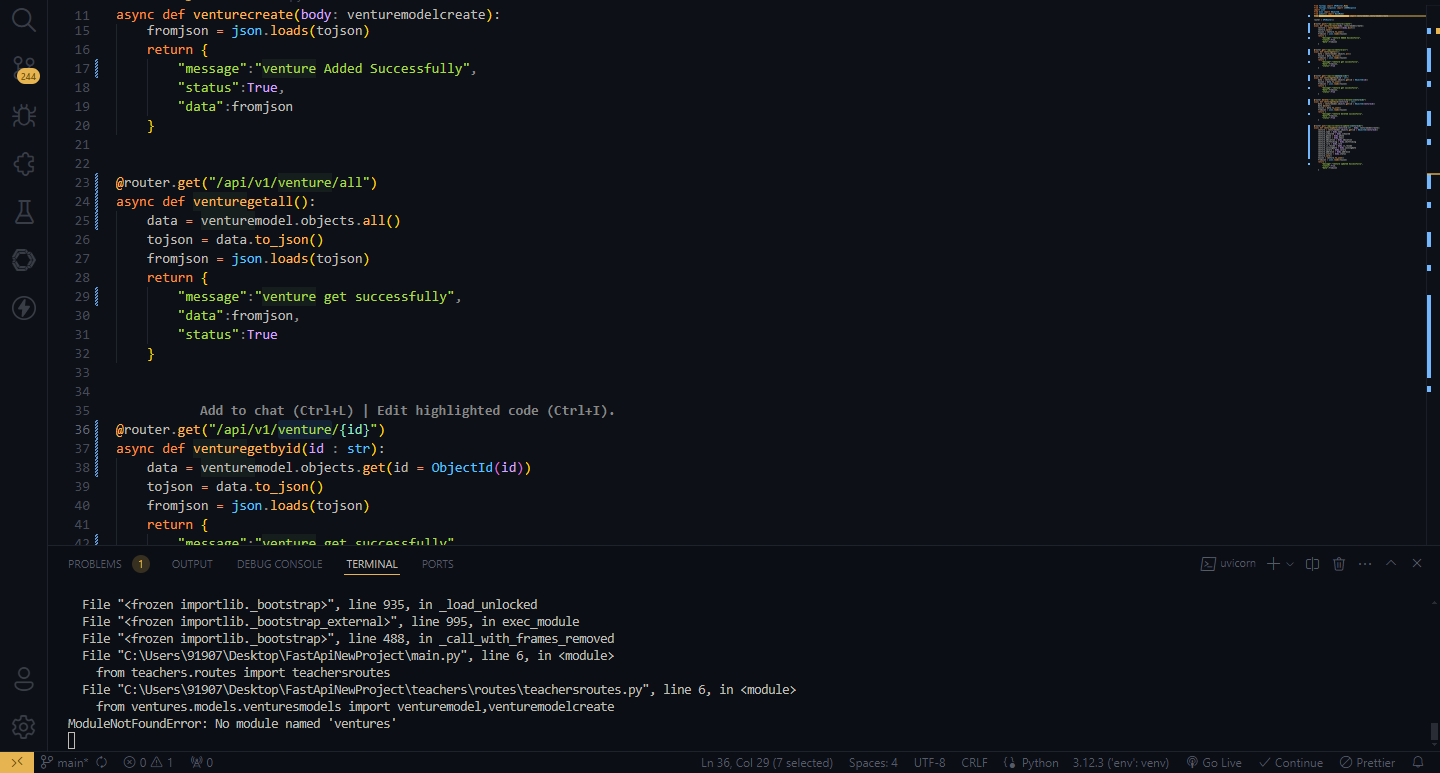 11 async def venturecreate(body: venturemodelcreate):
15     fromjson = json.loads(tojson)
16     return {
17         "message":"venture Added Successfully",
18         "status":True,
19         "data":fromjson
20     }
21
22
23 @router.get("/api/v1/venture/all")
24 async def venturegetall():
25     data = venturemodel.objects.all()
26     tojson = data.to_json()
27     fromjson = json.loads(tojson)
28     return {
29         "message":"venture get successfully",
30         "data":fromjson,
31         "status":True
32     }
33
34
35 Add to chat (Ctrl+L) | Edit highlighted code (Ctrl+I).
36 @router.get("/api/v1/venture/{id}")
37 async def venturegetbyid(id : str):
38     data = venturemodel.objects.get(id = ObjectId(id))
39     tojson = data.to_json()
40     fromjson = json.loads(tojson)
41     return {
42         "message":"venture get successfully"
244
PROBLEMS 1 OUTPUT DEBUG CONSOLE TERMINAL PORTS uvicorn
File "<frozen importlib._bootstrap>", line 935, in _load_unlocked
File "<frozen importlib._bootstrap_external>", line 995, in exec_module
File "<frozen importlib._bootstrap>", line 488, in _call_with_frames_removed
File "C:\Users\91907\Desktop\FastApiNewProject\main.py", line 6, in <module>
from teachers.routes import teachersroutes
File "C:\Users\91907\Desktop\FastApiNewProject\teachers\routes\teachersroutes.py", line 6, in <module>
from ventures.models.venturesmodels import venturemodel,venturemodelcreate
ModuleNotFoundError: No module named 'ventures'
main* 0 1 0 Ln 36, Col 29 (7 selected) Spaces: 4 UTF-8 CRLF Python 3.12.3 ('env': venv) Go Live Continue Prettier